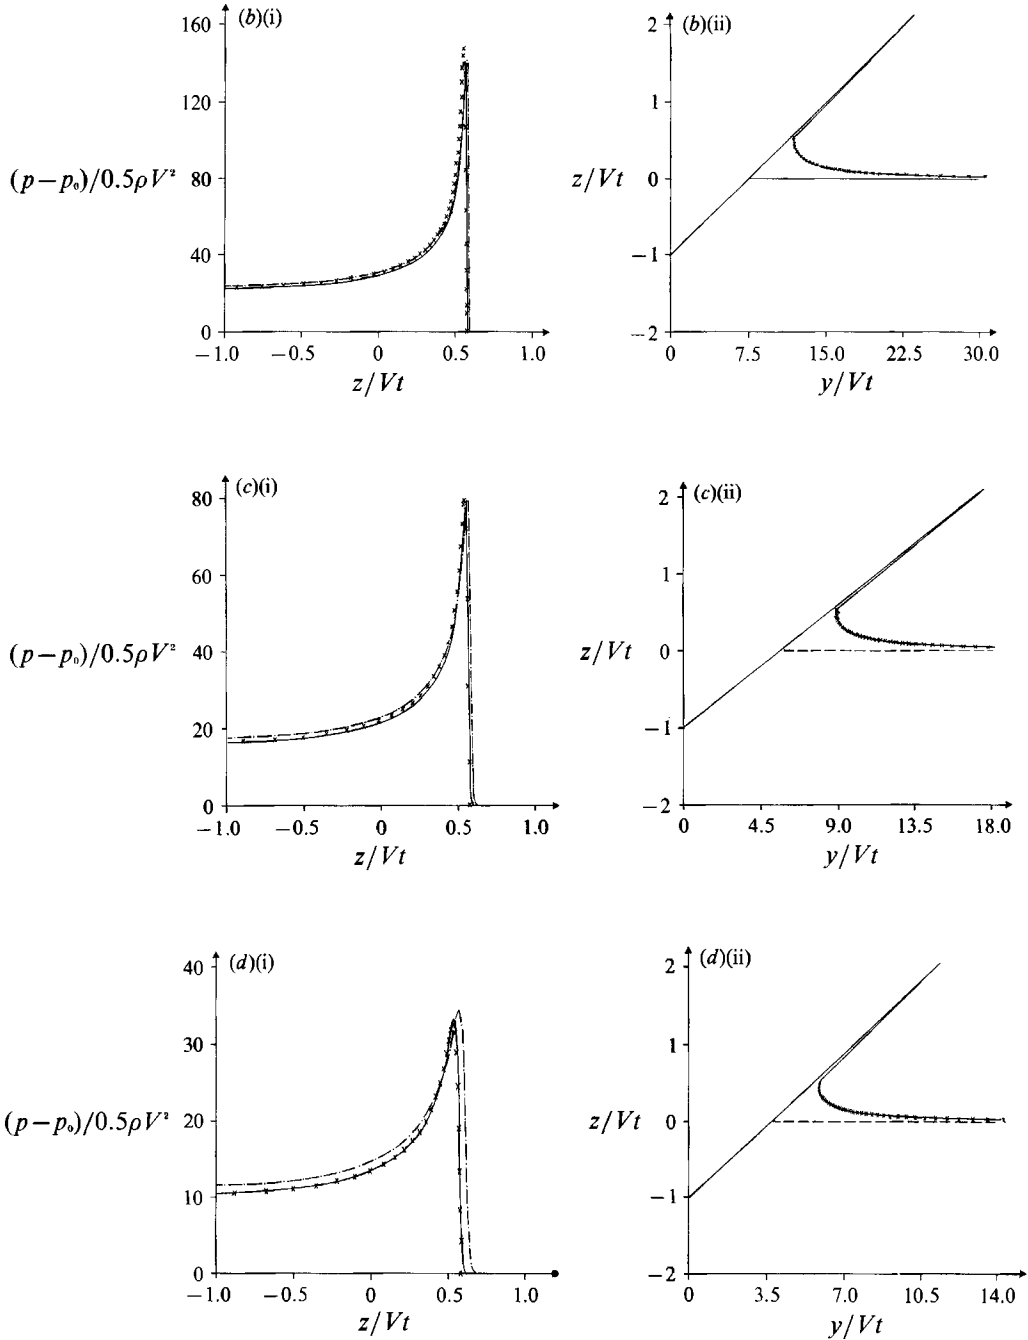 (b)(i)
160
120
80
40
0
(p − p₀)/0.5ρV²
−1.0 −0.5 0 0.5 1.0
z/Vt
(b)(ii)
2
1
0
−1
−2
z/Vt
0 7.5 15.0 22.5 30.0
y/Vt
(c)(i)
80
60
40
20
0
(p − p₀)/0.5ρV²
−1.0 −0.5 0 0.5 1.0
z/Vt
(c)(ii)
2
1
0
−1
−2
z/Vt
0 4.5 9.0 13.5 18.0
y/Vt
(d)(i)
40
30
20
10
0
(p − p₀)/0.5ρV²
−1.0 −0.5 0 0.5 1.0
z/Vt
(d)(ii)
2
1
0
−1
−2
z/Vt
0 3.5 7.0 10.5 14.0
y/Vt